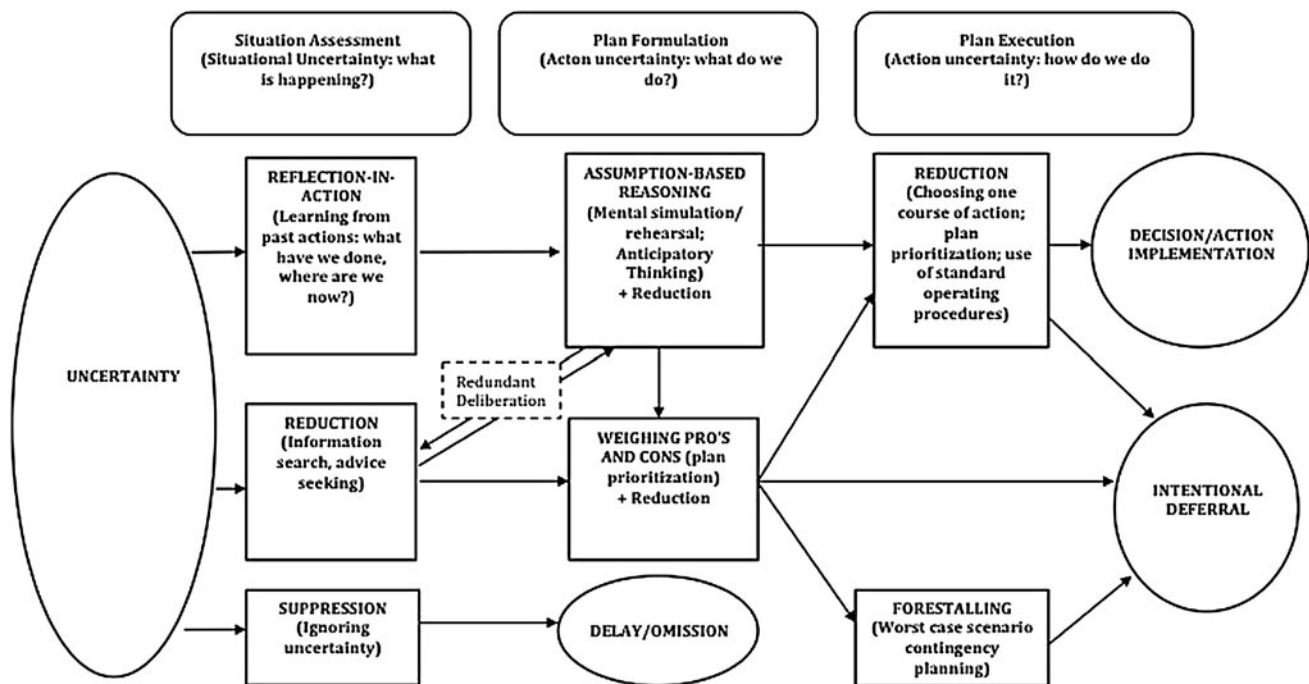 Situation Assessment
(Situational Uncertainty: what
is happening?)
Plan Formulation
(Acton uncertainty: what do we
do?)
Plan Execution
(Action uncertainty: how do we do
it?)
REFLECTION-IN-
ACTION
(Learning from
past actions: what
have we done,
where are we
now?)
ASSUMPTION-BASED
REASONING
(Mental simulation/
rehearsal;
Anticipatory
Thinking)
+ Reduction
REDUCTION
(Choosing one
course of action;
plan
prioritization; use
of standard
operating
procedures)
DECISION/ACTION
IMPLEMENTATION
UNCERTAINTY
Redundant
Deliberation
REDUCTION
(Information
search, advice
seeking)
WEIGHING PRO'S
AND CONS (plan
prioritization)
+ Reduction
INTENTIONAL
DEFERRAL
SUPPRESSION
(Ignoring
uncertainty)
DELAY/OMISSION
FORESTALLING
(Worst case scenario
contingency
planning)